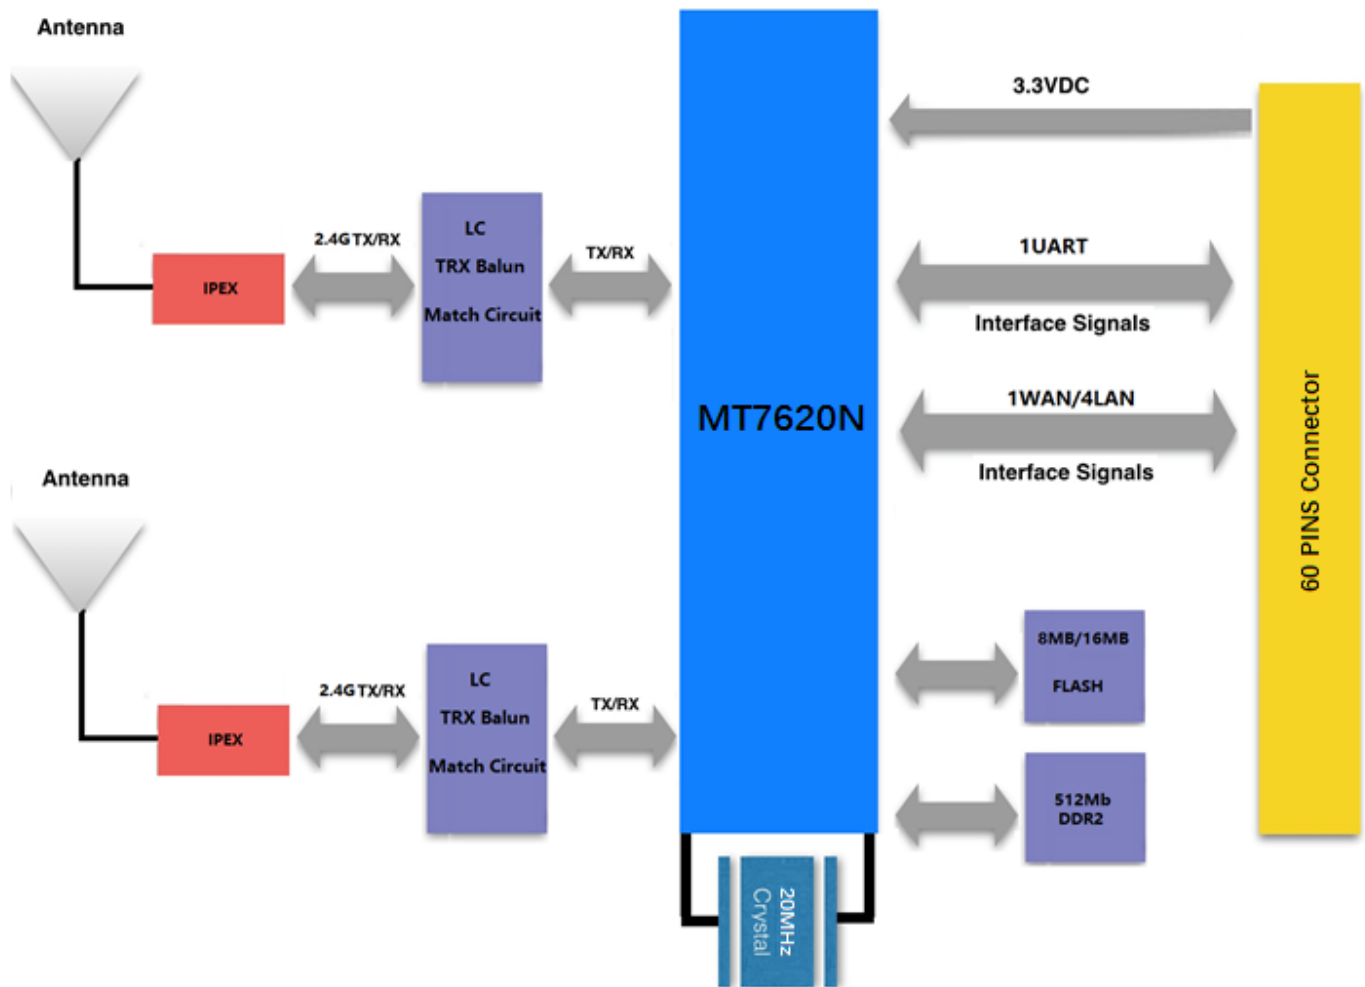 Antenna
IPEX
2.4G TX/RX
LC
TRX Balun
Match Circuit
TX/RX
Antenna
IPEX
2.4G TX/RX
LC
TRX Balun
Match Circuit
TX/RX
MT7620N
20MHz
Crystal
3.3VDC
1UART
Interface Signals
1WAN/4LAN
Interface Signals
8MB/16MB
FLASH
512Mb
DDR2
60 PINS Connector